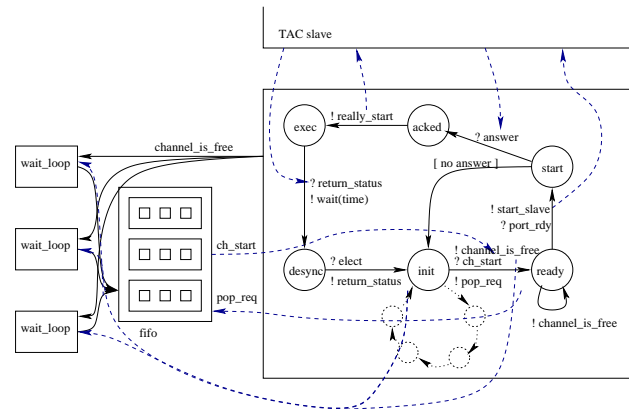 TAC slave
! really_start
exec
acked
? answer
channel_is_free
[ no answer ]
start
wait_loop
? return_status
! wait(time)
! start_slave
? port_rdy
wait_loop
ch_start
! channel_is_free
? elect
? ch_start
desync
init
ready
! return_status
! pop_req
pop_req
wait_loop
fifo
! channel_is_free